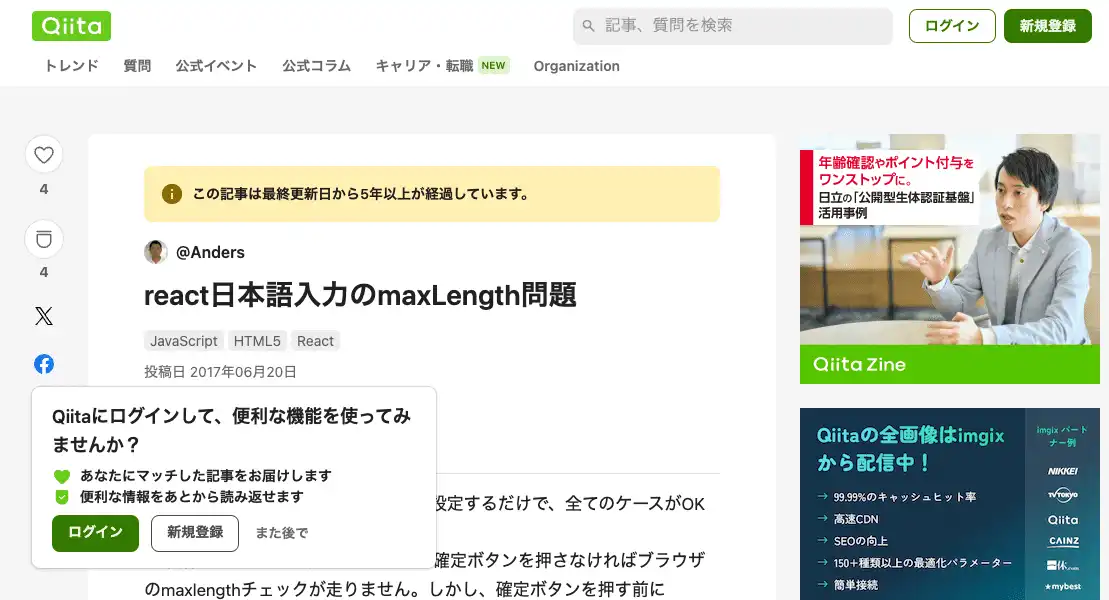 Qiita
記事、質問を検索
ログイン
新規登録
トレンド
質問
公式イベント
公式コラム
キャリア・転職 NEW
Organization
4
4
この記事は最終更新日から5年以上が経過しています。
@Anders
react日本語入力のmaxLength問題
JavaScript
HTML5
React
投稿日 2017年06月20日
設定するだけで、全てのケースがOK
確定ボタンを押さなければブラウザ
のmaxlengthチェックが走りません。しかし、確定ボタンを押す前に
Qiitaにログインして、便利な機能を使ってみ
ませんか？
あなたにマッチした記事をお届けします
便利な情報をあとから読み返せます
ログイン
新規登録
また後で
年齢確認やポイント付与を
ワンストップに。
日立の「公開型生体認証基盤」
活用事例
Qiita Zine
Qiitaの全画像はimgix
から配信中！
→ 99.99%のキャッシュヒット率
→ 高速CDN
→ SEOの向上
→ 150+種類以上の最適化パラメーター
→ 簡単接続
imgix パート
ナー例
NIKKEI
TV TOKYO
Qiita
CAINZ
一休.com
mybest